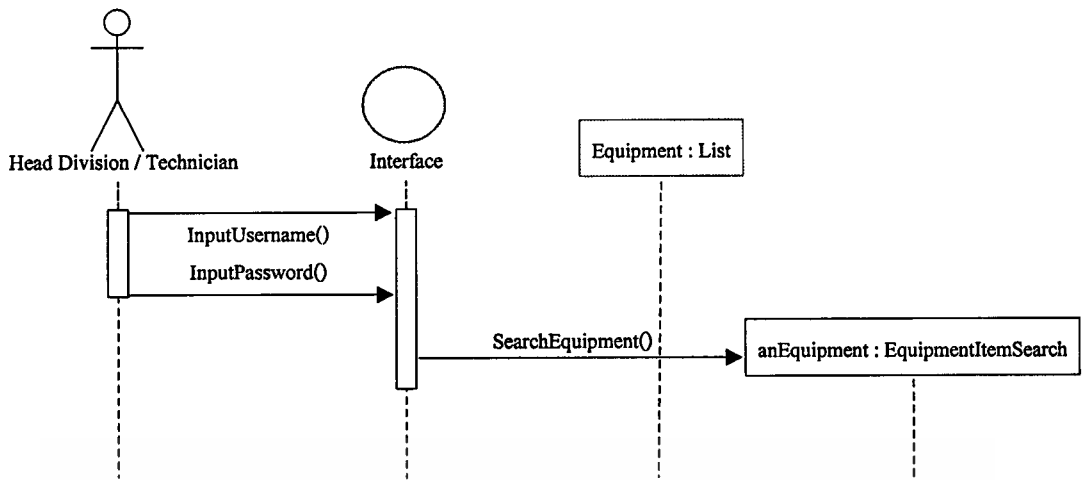 Head Division / Technician
Interface
Equipment : List
InputUsername()
InputPassword()
SearchEquipment()
anEquipment : EquipmentItemSearch